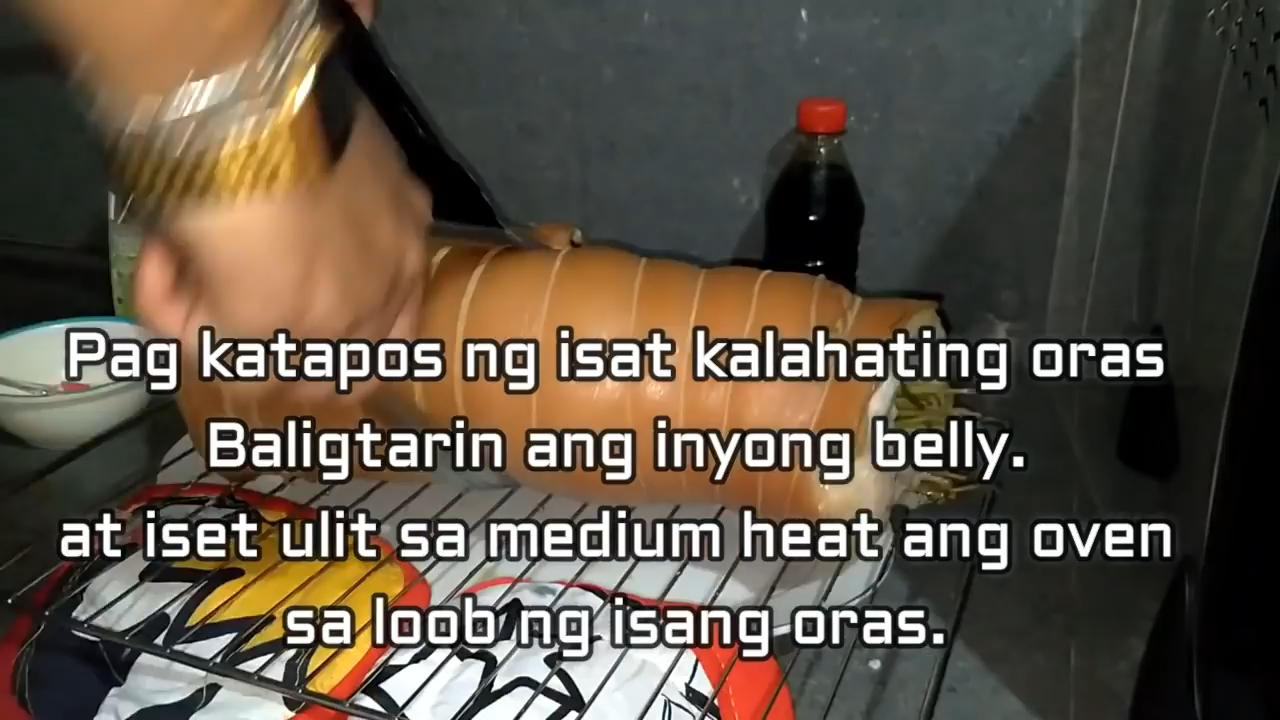 Pag katapos ng isat kalahating oras
Baligtarin ang inyong belly.
at iset ulit sa medium heat ang oven
sa loob ng isang oras.